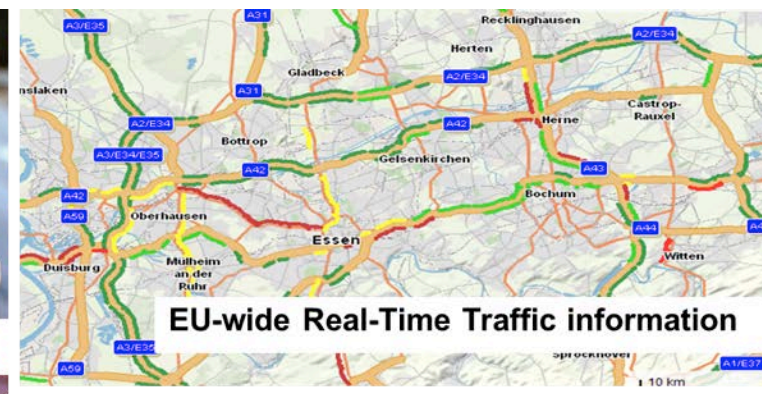 A3/E35
A31
Recklinghausen
A2/E34
Herten
Gladbeck
A2/E34
nslaken
A31
Castrop-
Rauxel
A2/E34
A42
Herne
Bottrop
A3/E34/E35
Gelsenkirchen
A42
A43
A42
Bochum
A59
Oberhausen
A44
Essen
Duisburg
Mülheim
an der
Ruhr
Witten
EU-wide Real-Time Traffic information
A3/E35
Sprockhövel
A59
A1/E37
10 km